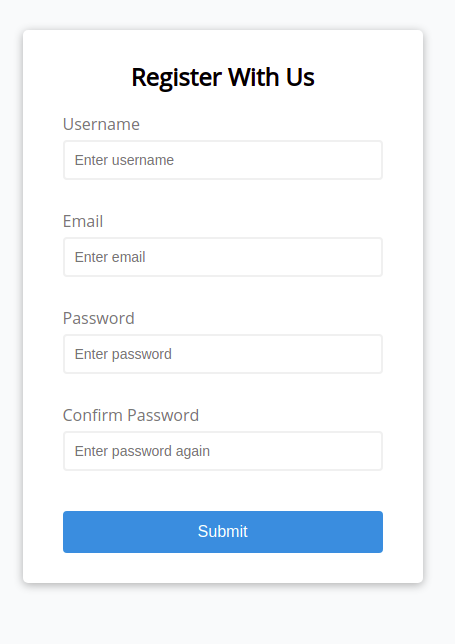 Register With Us
Username
Enter username
Email
Enter email
Password
Enter password
Confirm Password
Enter password again
Submit